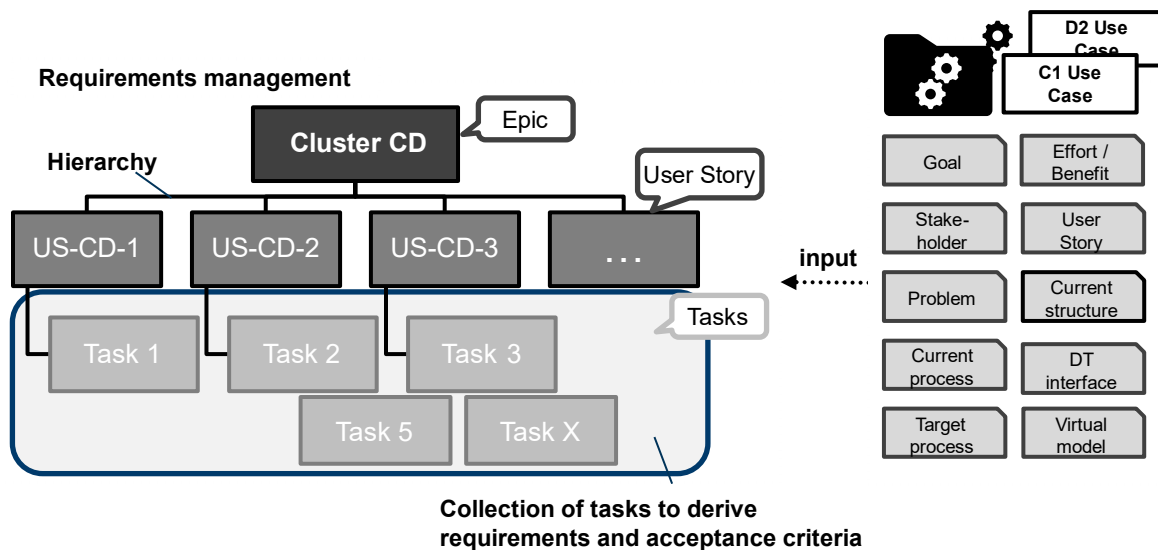 Requirements management
Cluster CD
Epic
Hierarchy
User Story
US-CD-1
US-CD-2
US-CD-3
...
Tasks
Task 1
Task 2
Task 3
Task 5
Task X
Collection of tasks to derive
requirements and acceptance criteria
input
D2 Use
Case
C1 Use
Case
Goal
Effort /
Benefit
Stake-
holder
User
Story
Problem
Current
structure
Current
process
DT
interface
Target
process
Virtual
model